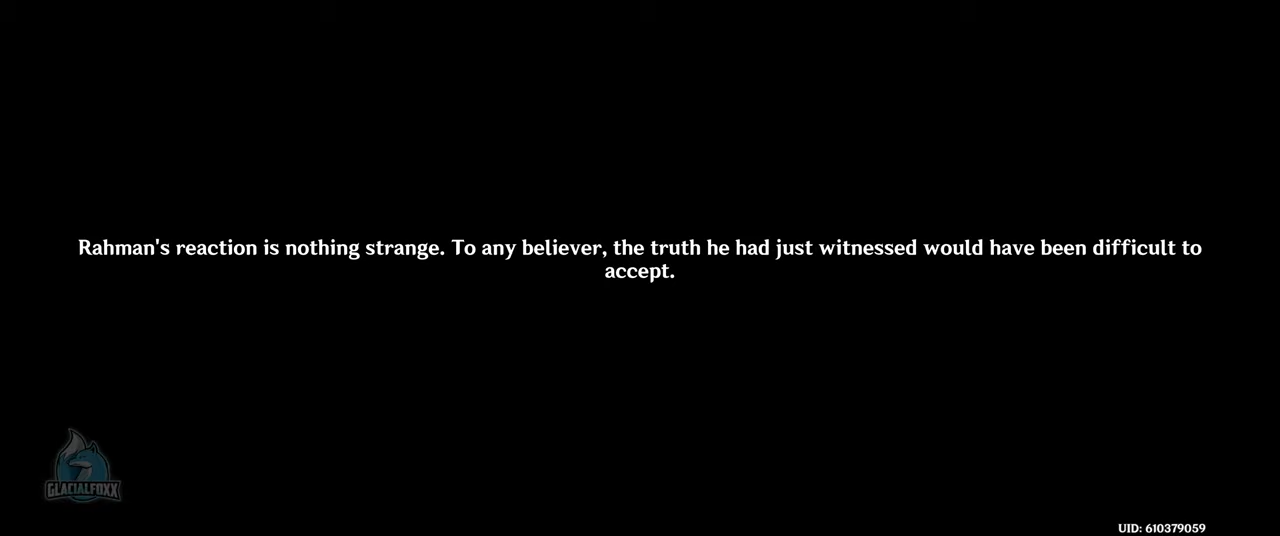 Rahman's reaction is nothing strange. To any believer, the truth he had just witnessed would have been difficult to
accept.
GLACIALFOXX
UID: 610379059